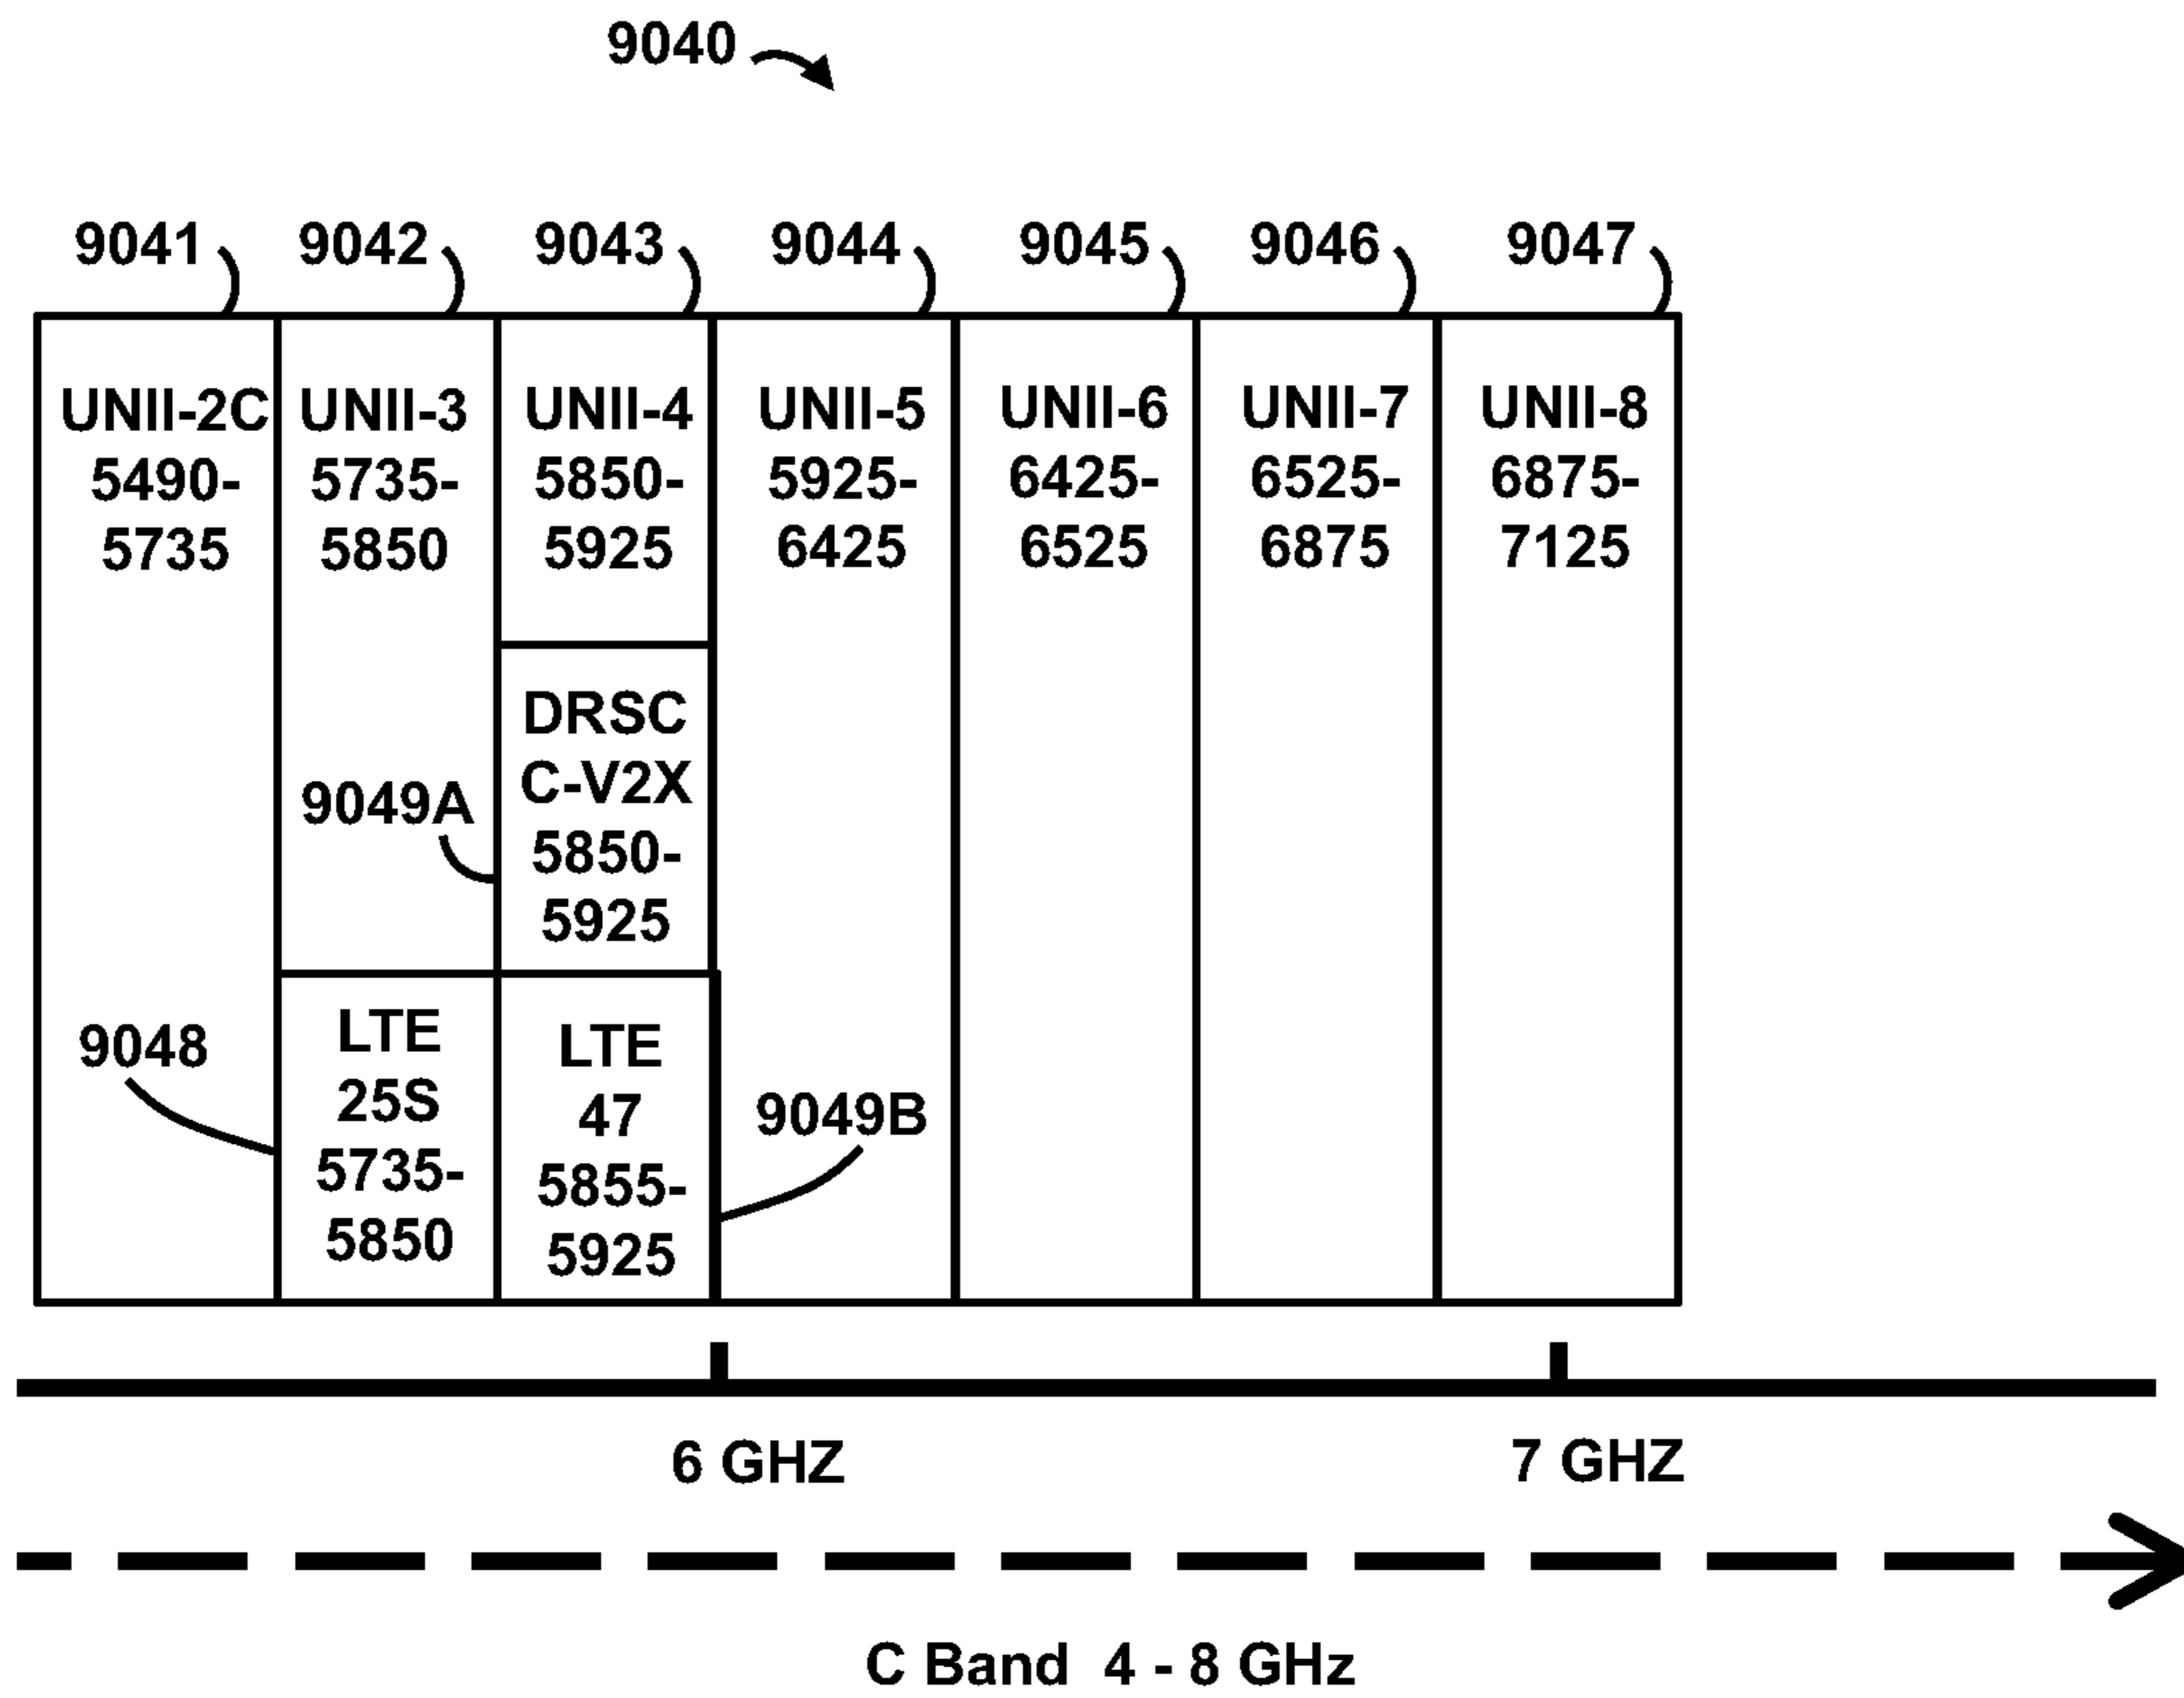 9040
9041 9042 9043 9044 9045 9046 9047
UNII-2C
5490-
5735
UNII-3
5735-
5850
UNII-4
5850-
5925
UNII-5
5925-
6425
UNII-6
6425-
6525
UNII-7
6525-
6875
UNII-8
6875-
7125
9049A
DRSC
C-V2X
5850-
5925
9048
LTE
25S
5735-
5850
LTE
47
5855-
5925
9049B
6 GHZ 7 GHZ
C Band 4 - 8 GHz